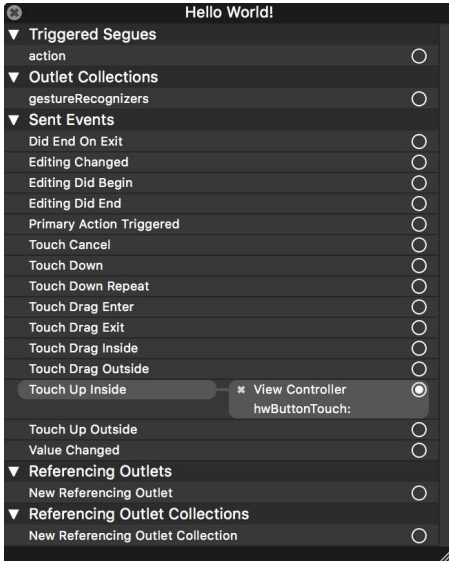 Hello World!
Triggered Segues
action
Outlet Collections
gestureRecognizers
Sent Events
Did End On Exit
Editing Changed
Editing Did Begin
Editing Did End
Primary Action Triggered
Touch Cancel
Touch Down
Touch Down Repeat
Touch Drag Enter
Touch Drag Exit
Touch Drag Inside
Touch Drag Outside
Touch Up Inside View Controller
hwButtonTouch:
Touch Up Outside
Value Changed
Referencing Outlets
New Referencing Outlet
Referencing Outlet Collections
New Referencing Outlet Collection